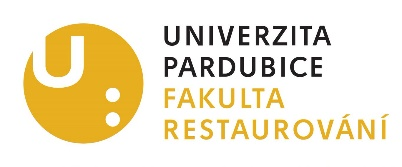 U:
UNIVERZITA
PARDUBICE
FAKULTA
RESTAUROVÁNÍ